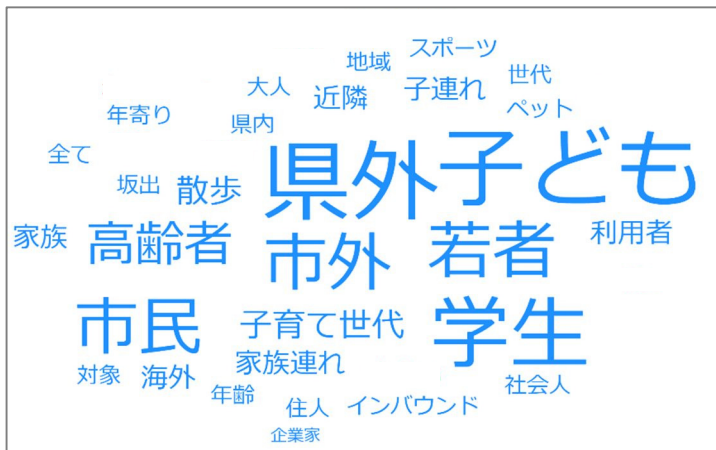 スポーツ
地域
世代
大人
近隣
子連れ
ペット
年寄り
県内
全て
県外
子ども
坂出
散歩
家族
高齢者
市外
若者
利用者
市民
子育て世代
学生
家族連れ
対象
海外
年齢
社会人
住人
インバウンド
企業家